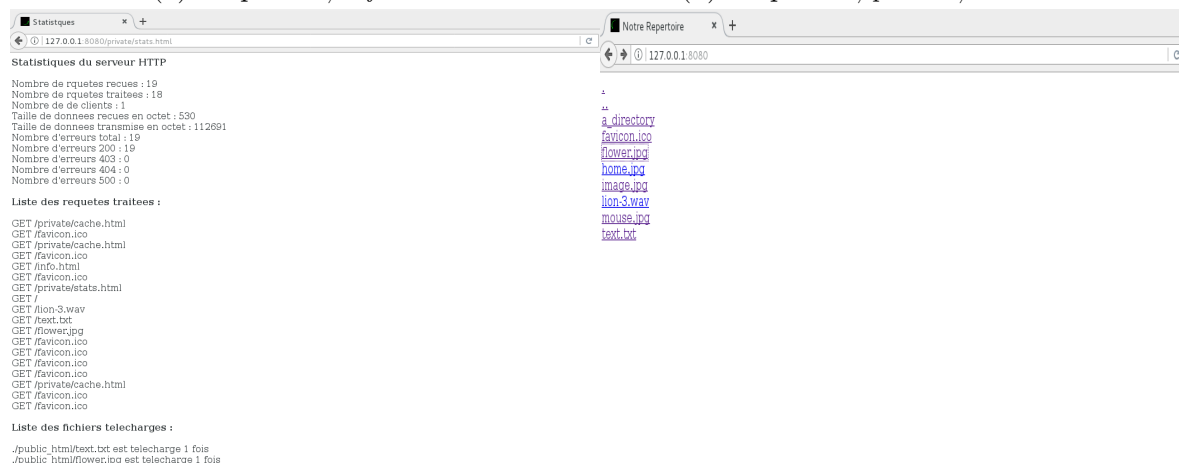 Statistques × +
127.0.0.1:8080/private/stats.html
Statistiques du serveur HTTP
Nombre de rquetes recues : 19
Nombre de rquetes traitees : 18
Nombre de de clients : 1
Taille de donnees recues en octet : 530
Taille de donnees transmise en octet : 112691
Nombre d'erreurs total : 19
Nombre d'erreurs 200 : 19
Nombre d'erreurs 403 : 0
Nombre d'erreurs 404 : 0
Nombre d'erreurs 500 : 0
Liste des requetes traitees :
GET /private/cache.html
GET /favicon.ico
GET /private/cache.html
GET /favicon.ico
GET /info.html
GET /favicon.ico
GET /private/stats.html
GET /
GET /lion-3.wav
GET /text.txt
GET /flower.jpg
GET /favicon.ico
GET /favicon.ico
GET /favicon.ico
GET /favicon.ico
GET /private/cache.html
GET /favicon.ico
GET /favicon.ico
Liste des fichiers telecharges :
./public_html/text.txt est telecharge 1 fois
./public_html/flower.jpg est telecharge 1 fois
Notre Repertoire × +
127.0.0.1:8080
.
..
a_directory
favicon.ico
flower.jpg
home.jpg
image.jpg
lion-3.wav
mouse.jpg
text.txt